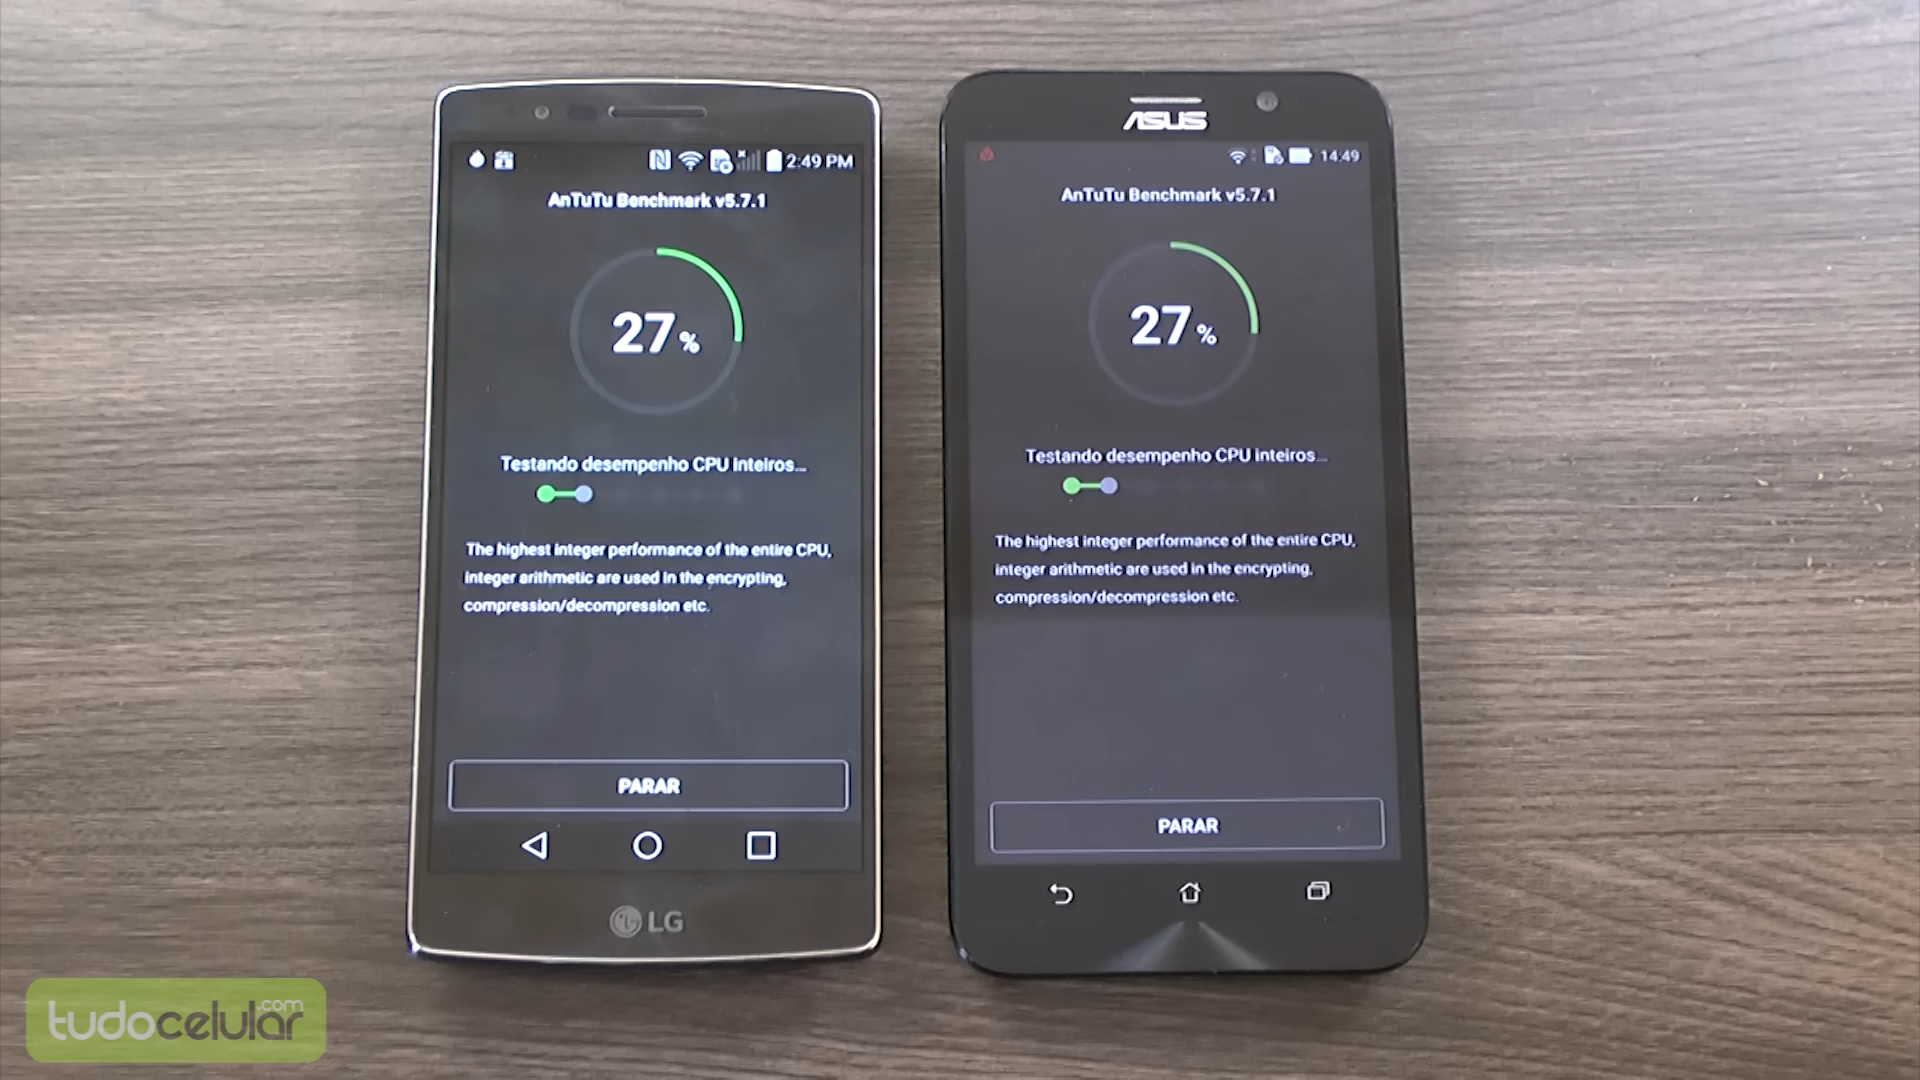 2:49 PM
AnTuTu Benchmark v5.7.1
27%
Testando desempenho CPU inteiros...
The highest integer performance of the entire CPU,
integer arithmetic are used in the encrypting,
compression/decompression etc.
PARAR
LG
ASUS
14:49
AnTuTu Benchmark v5.7.1
27%
Testando desempenho CPU inteiros...
The highest integer performance of the entire CPU,
integer arithmetic are used in the encrypting,
compression/decompression etc.
PARAR
tudocelular.com